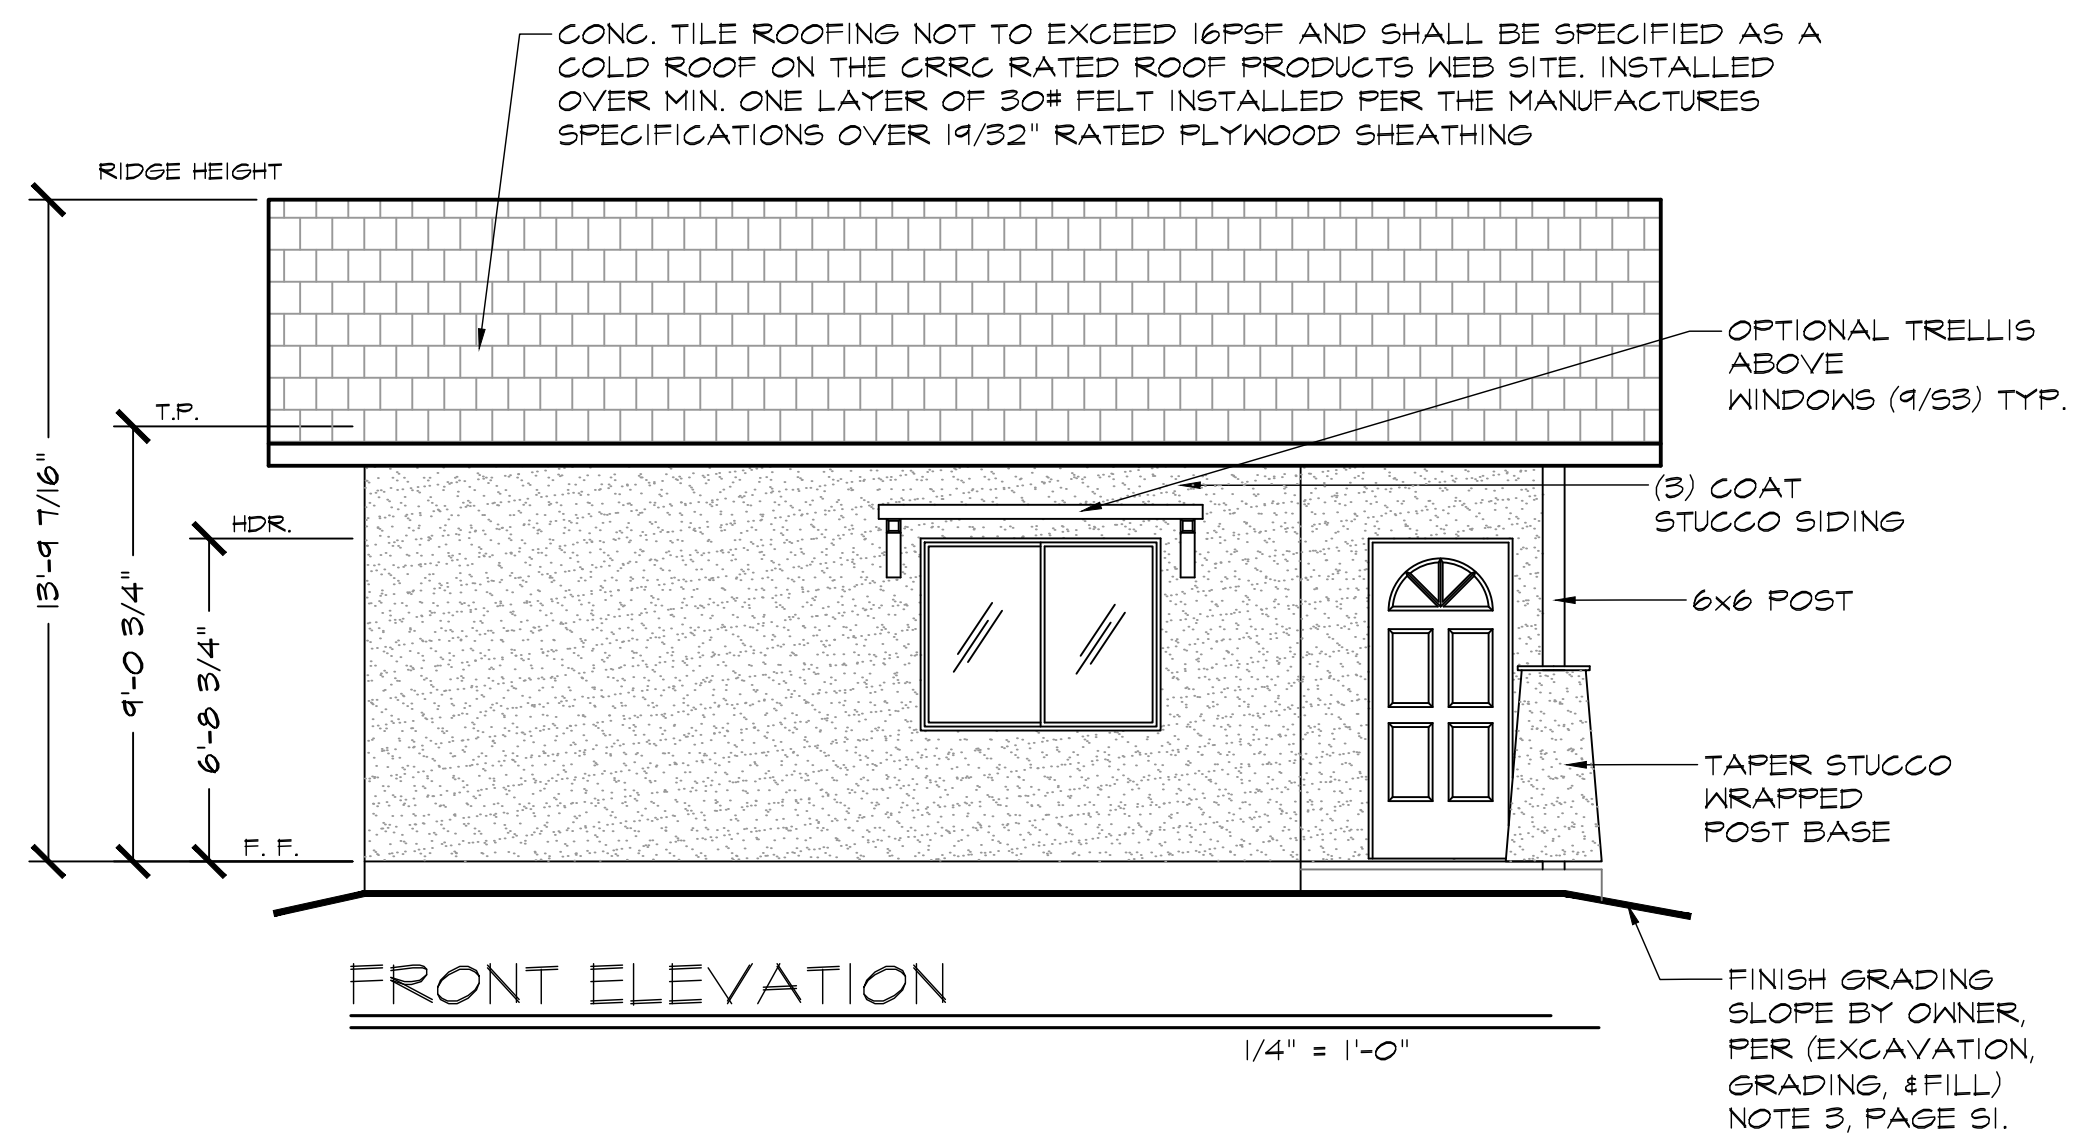 CONC. TILE ROOFING NOT TO EXCEED 16PSF AND SHALL BE SPECIFIED AS A
COLD ROOF ON THE CRRC RATED ROOF PRODUCTS WEB SITE. INSTALLED
OVER MIN. ONE LAYER OF 30# FELT INSTALLED PER THE MANUFACTURES
SPECIFICATIONS OVER 19/32" RATED PLYWOOD SHEATHING
RIDGE HEIGHT
OPTIONAL TRELLIS
ABOVE
WINDOWS (9/S3) TYP.
T.P.
(3) COAT
STUCCO SIDING
HDR.
6x6 POST
13'-9 7/16"
9'-0 3/4"
6'-8 3/4"
TAPER STUCCO
WRAPPED
POST BASE
F. F.
FRONT ELEVATION
1/4" = 1'-0"
FINISH GRADING
SLOPE BY OWNER,
PER (EXCAVATION,
GRADING, &FILL)
NOTE 3, PAGE S1.